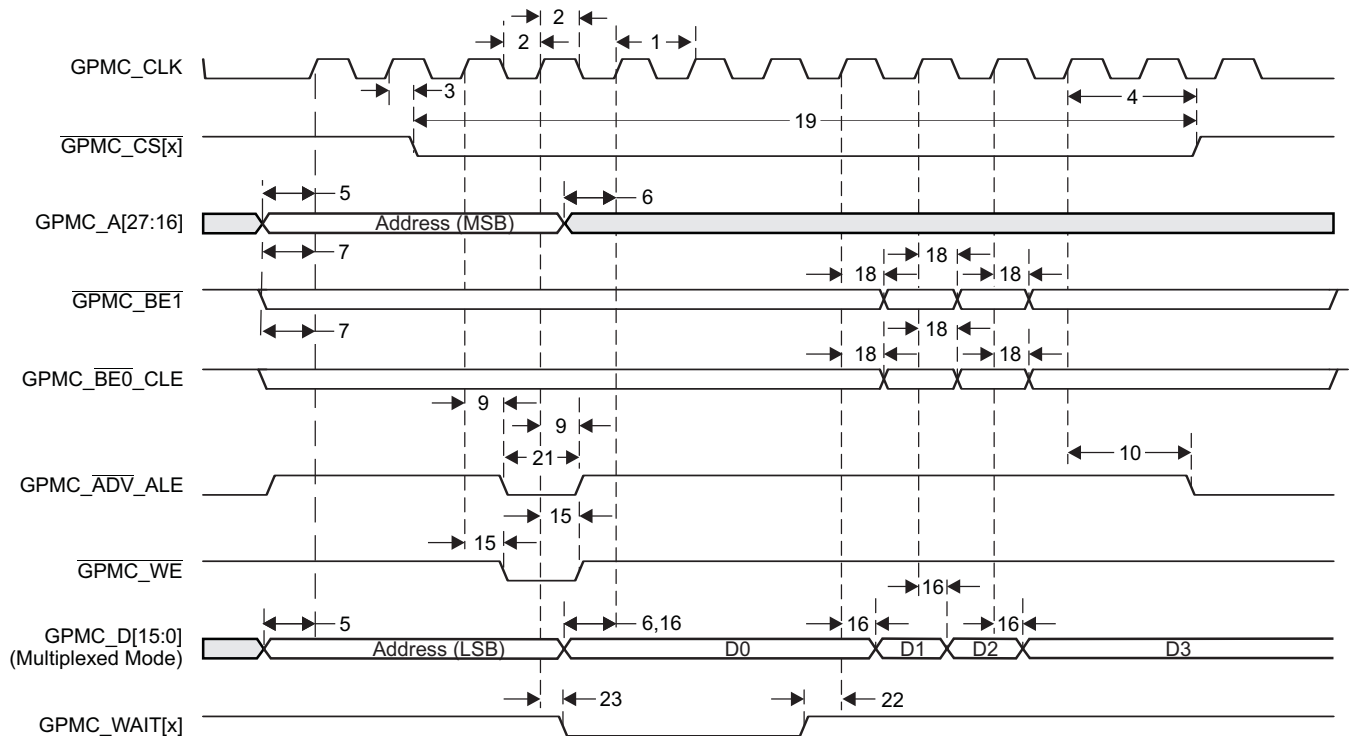 2
2
1
GPMC_CLK
3
4
19
GPMC_CS[x]
5
6
GPMC_A[27:16]
Address (MSB)
7
18
18
18
GPMC_BE1
7
18
18
18
GPMC_BE0_CLE
9
9
21
10
GPMC_ADV_ALE
15
15
GPMC_WE
16
GPMC_D[15:0]
(Multiplexed Mode)
5
6,16
16
16
Address (LSB)
D0
D1
D2
D3
23
22
GPMC_WAIT[x]